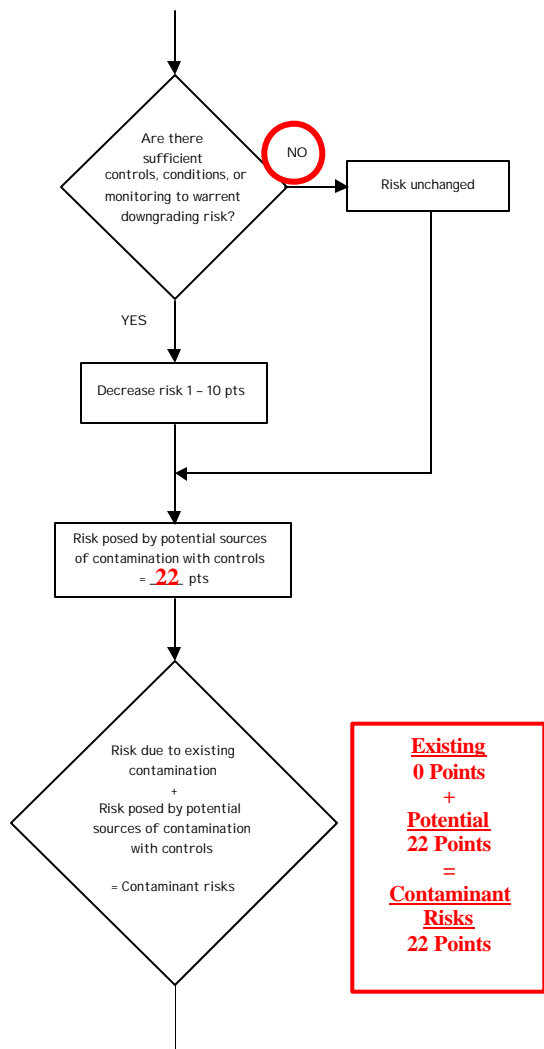 Are there
sufficient
controls, conditions, or
monitoring to warrent
downgrading risk?
NO
Risk unchanged
YES
Decrease risk 1 – 10 pts
Risk posed by potential sources
of contamination with controls
= _22_ pts
Risk due to existing
contamination
+
Risk posed by potential
sources of contamination
with controls
= Contaminant risks
Existing
0 Points
+
Potential
22 Points
=
Contaminant
Risks
22 Points